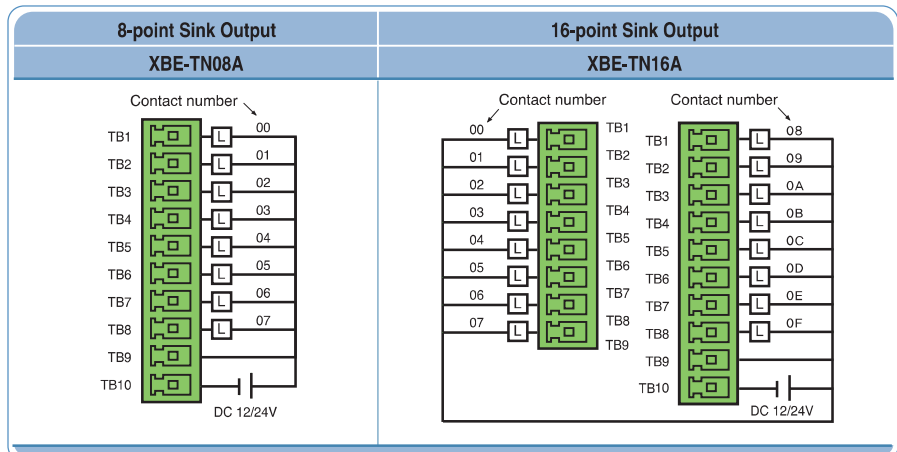 8-point Sink Output
XBE-TN08A
Contact number
TB1 L 00
TB2 L 01
TB3 L 02
TB4 L 03
TB5 L 04
TB6 L 05
TB7 L 06
TB8 L 07
TB9
TB10
DC 12/24V
16-point Sink Output
XBE-TN16A
Contact number
00 L TB1
01 L TB2
02 L TB3
03 L TB4
04 L TB5
05 L TB6
06 L TB7
07 L TB8
TB9
Contact number
TB1 L 08
TB2 L 09
TB3 L 0A
TB4 L 0B
TB5 L 0C
TB6 L 0D
TB7 L 0E
TB8 L 0F
TB9
TB10
DC 12/24V